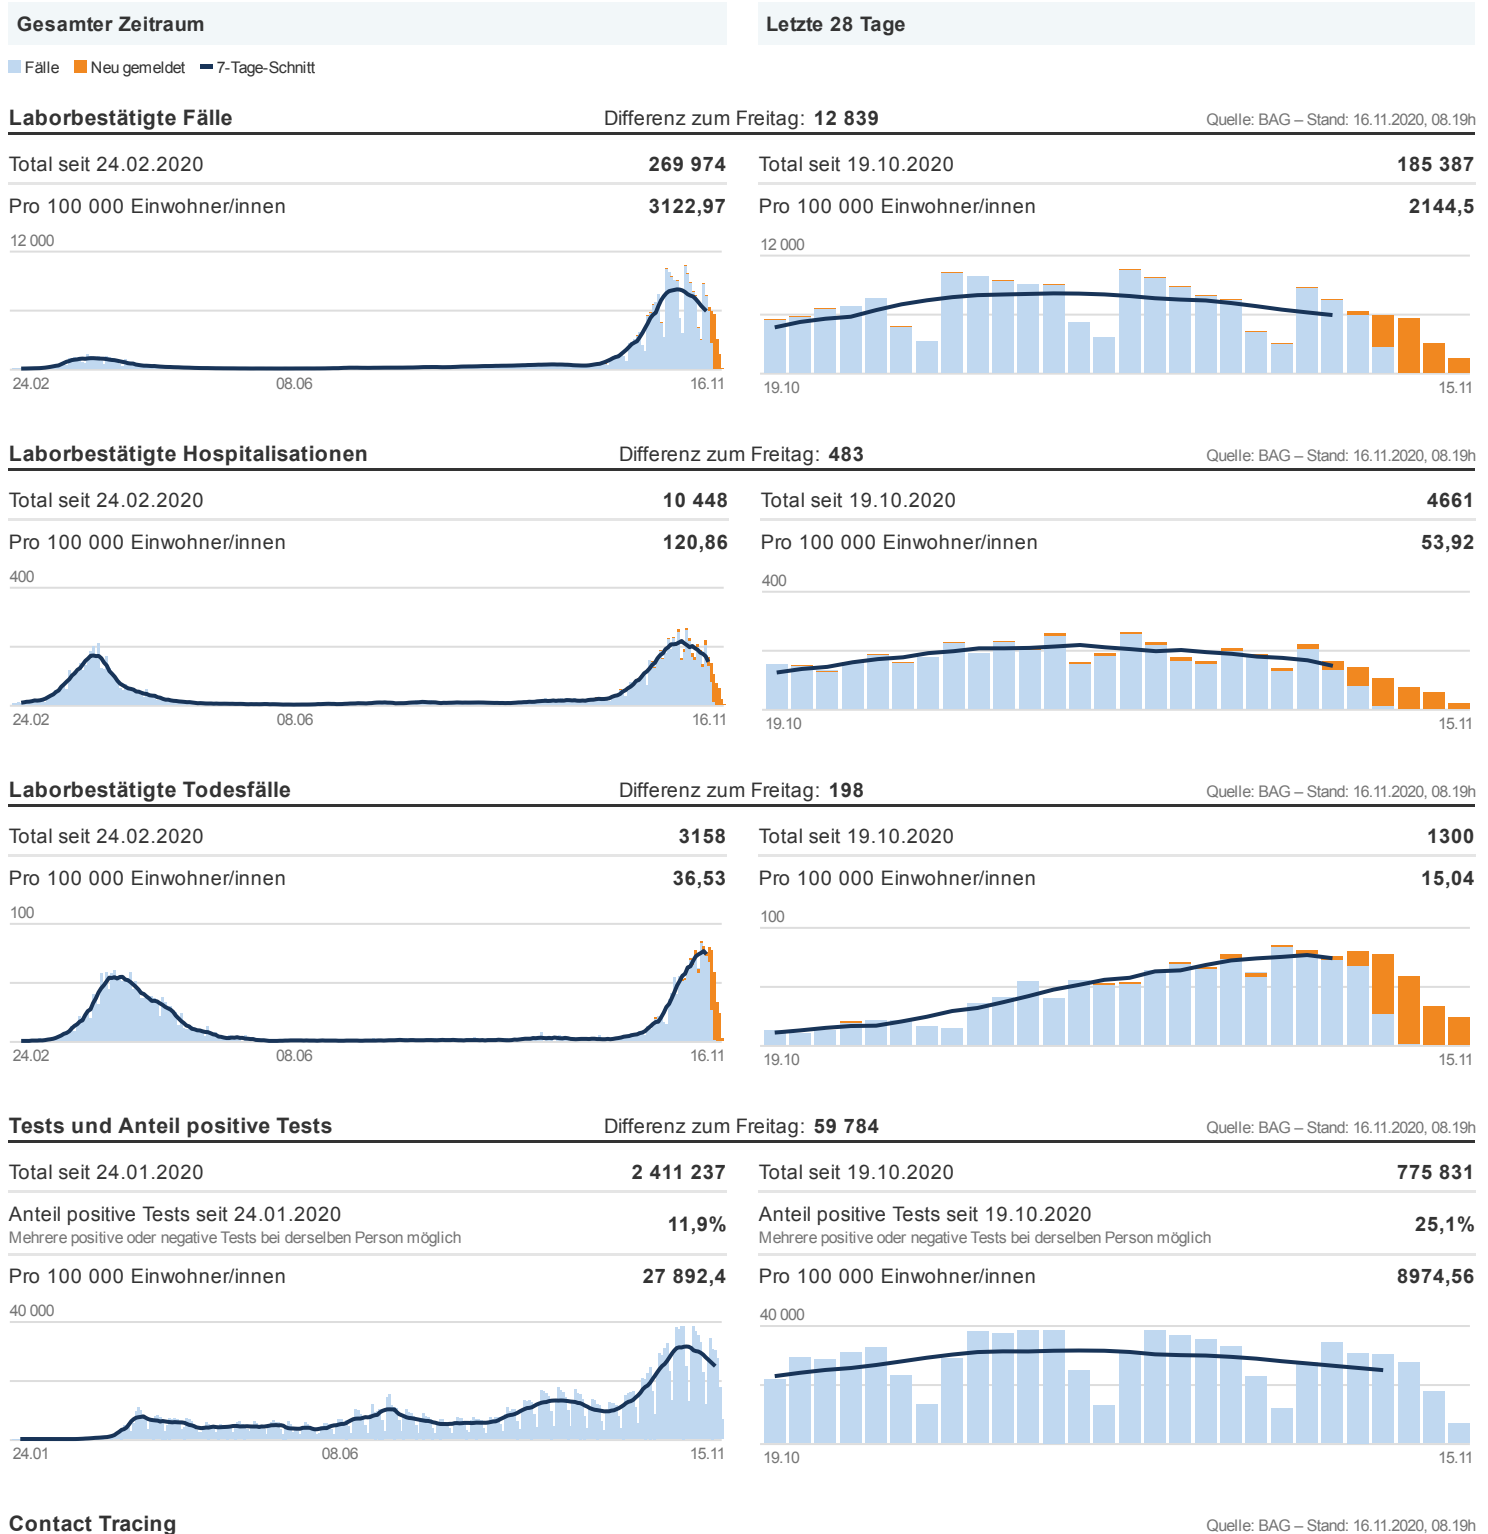 Gesamter Zeitraum
Letzte 28 Tage
Fälle Neu gemeldet 7-Tage-Schnitt
Laborbestätigte Fälle Differenz zum Freitag: 12 839 Quelle: BAG – Stand: 16.11.2020, 08.19h
Total seit 24.02.2020 269 974
Pro 100 000 Einwohner/innen 3122,97
12 000
24.02 08.06 16.11
Total seit 19.10.2020 185 387
Pro 100 000 Einwohner/innen 2144,5
12 000
19.10 15.11
Laborbestätigte Hospitalisationen Differenz zum Freitag: 483 Quelle: BAG – Stand: 16.11.2020, 08.19h
Total seit 24.02.2020 10 448
Pro 100 000 Einwohner/innen 120,86
400
24.02 08.06 16.11
Total seit 19.10.2020 4661
Pro 100 000 Einwohner/innen 53,92
400
19.10 15.11
Laborbestätigte Todesfälle Differenz zum Freitag: 198 Quelle: BAG – Stand: 16.11.2020, 08.19h
Total seit 24.02.2020 3158
Pro 100 000 Einwohner/innen 36,53
100
24.02 08.06 16.11
Total seit 19.10.2020 1300
Pro 100 000 Einwohner/innen 15,04
100
19.10 15.11
Tests und Anteil positive Tests Differenz zum Freitag: 59 784 Quelle: BAG – Stand: 16.11.2020, 08.19h
Total seit 24.01.2020 2 411 237
Anteil positive Tests seit 24.01.2020 11,9%
Mehrere positive oder negative Tests bei derselben Person möglich
Pro 100 000 Einwohner/innen 27 892,4
40 000
24.01 08.06 15.11
Total seit 19.10.2020 775 831
Anteil positive Tests seit 19.10.2020 25,1%
Mehrere positive oder negative Tests bei derselben Person möglich
Pro 100 000 Einwohner/innen 8974,56
40 000
19.10 15.11
Contact Tracing Quelle: BAG – Stand: 16.11.2020, 08.19h